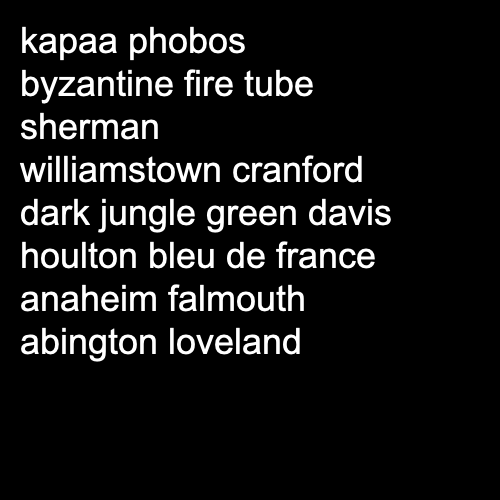 kapaa phobos
byzantine fire tube
sherman
williamstown cranford
dark jungle green davis
houlton bleu de france
anaheim falmouth
abington loveland